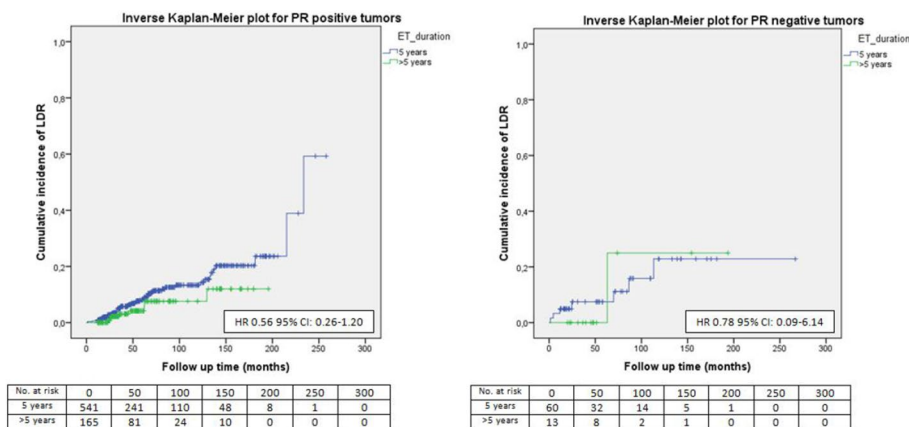 Inverse Kaplan-Meier plot for PR positive tumors
ET_duration
5 years
>5 years
1,0
0,8
0,6
0,4
0,2
0,0
Cumulative incidence of LDR
HR 0.56 95% CI: 0.26-1.20
0 50 100 150 200 250 300
Follow up time (months)
No. at risk 0 50 100 150 200 250 300
5 years 541 241 110 48 8 1 0
>5 years 165 81 24 10 0 0 0
Inverse Kaplan-Meier plot for PR negative tumors
ET_duration
5 years
>5 years
1,0
0,8
0,6
0,4
0,2
0,0
Cumulative incidence of LDR
HR 0.78 95% CI: 0.09-6.14
0 50 100 150 200 250 300
Follow up time (months)
No. at risk 0 50 100 150 200 250 300
5 years 60 32 14 5 1 0 0
>5 years 13 8 2 1 0 0 0